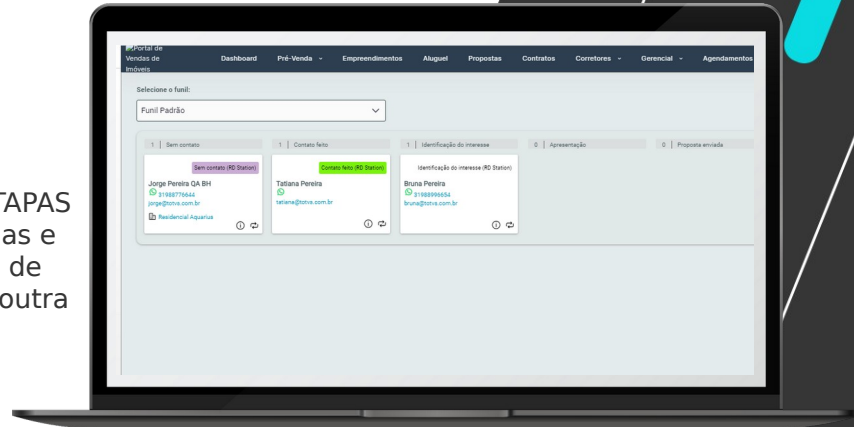 TAPAS
as e
de
outra
Portal de
Vendas de
Imóveis
Dashboard Pré-Venda Empreendimentos Aluguel Propostas Contratos Corretores Gerencial Agendamentos
Selecione o funil:
Funil Padrão
1 | Sem contato
1 | Contato feito
1 | Identificação do interesse
0 | Apresentação
0 | Proposta enviada
Sem contato (RD Station)
Jorge Pereira QA BH
31988776644
jorge@totvs.com.br
Residencial Aquarius
Contato feito (RD Station)
Tatiana Pereira
tatiana@totvs.com.br
Identificação do interesse (RD Station)
Bruna Pereira
31988996654
bruna@totvs.com.br